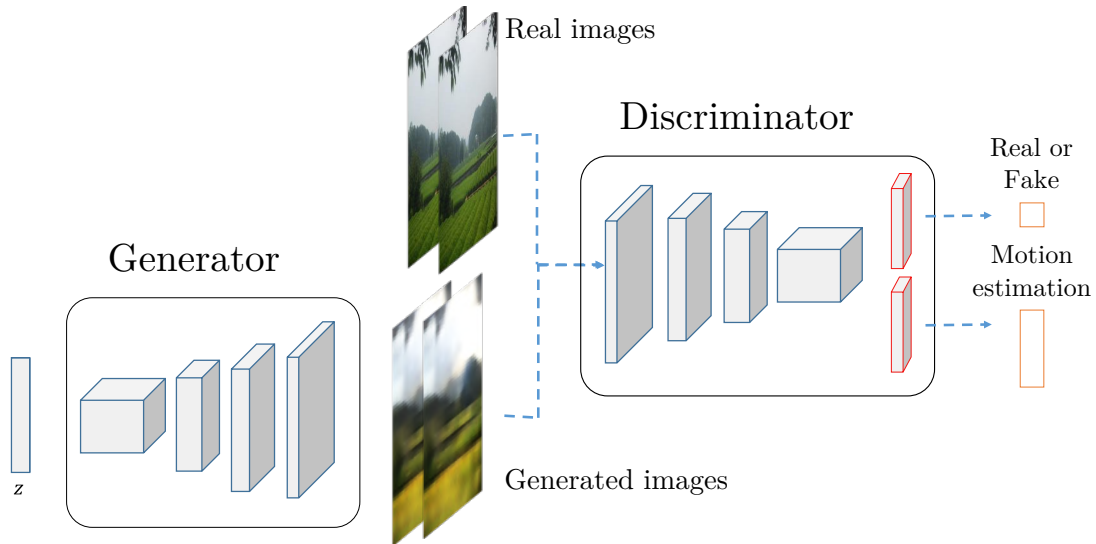 Real images
Discriminator
Real or
Fake
Motion
estimation
Generator
z
Generated images